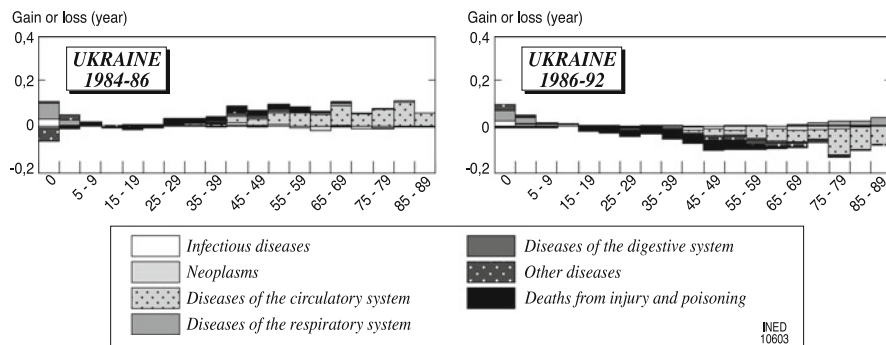 Gain or loss (year)
0,4
0,2
0
-0,2
UKRAINE
1984-86
0
5 - 9
15 - 19
25 - 29
35 - 39
45 - 49
55 - 59
65 - 69
75 - 79
85 - 89
Gain or loss (year)
0,4
0,2
0
-0,2
UKRAINE
1986-92
0
5 - 9
15 - 19
25 - 29
35 - 39
45 - 49
55 - 59
65 - 69
75 - 79
85 - 89
Infectious diseases
Neoplasms
Diseases of the circulatory system
Diseases of the respiratory system
Diseases of the digestive system
Other diseases
Deaths from injury and poisoning
INED
10603